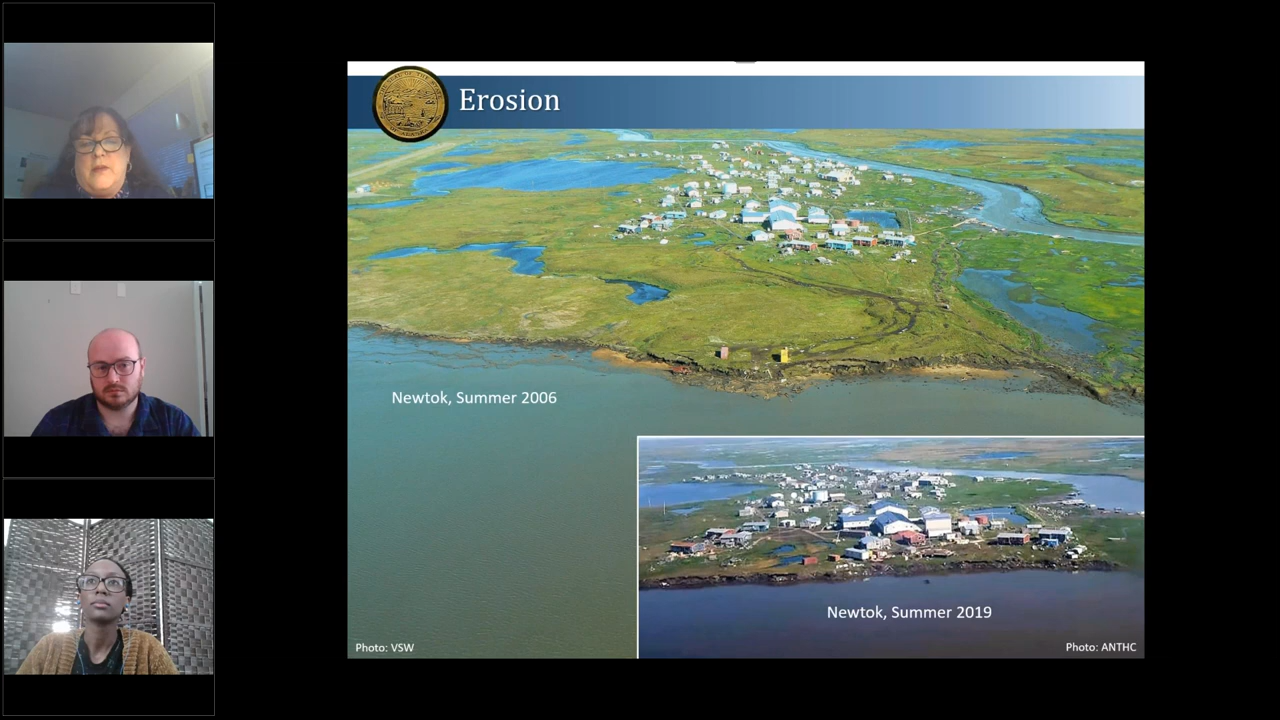 Erosion
Newtok, Summer 2006
Newtok, Summer 2019
Photo: VSW
Photo: ANTHC